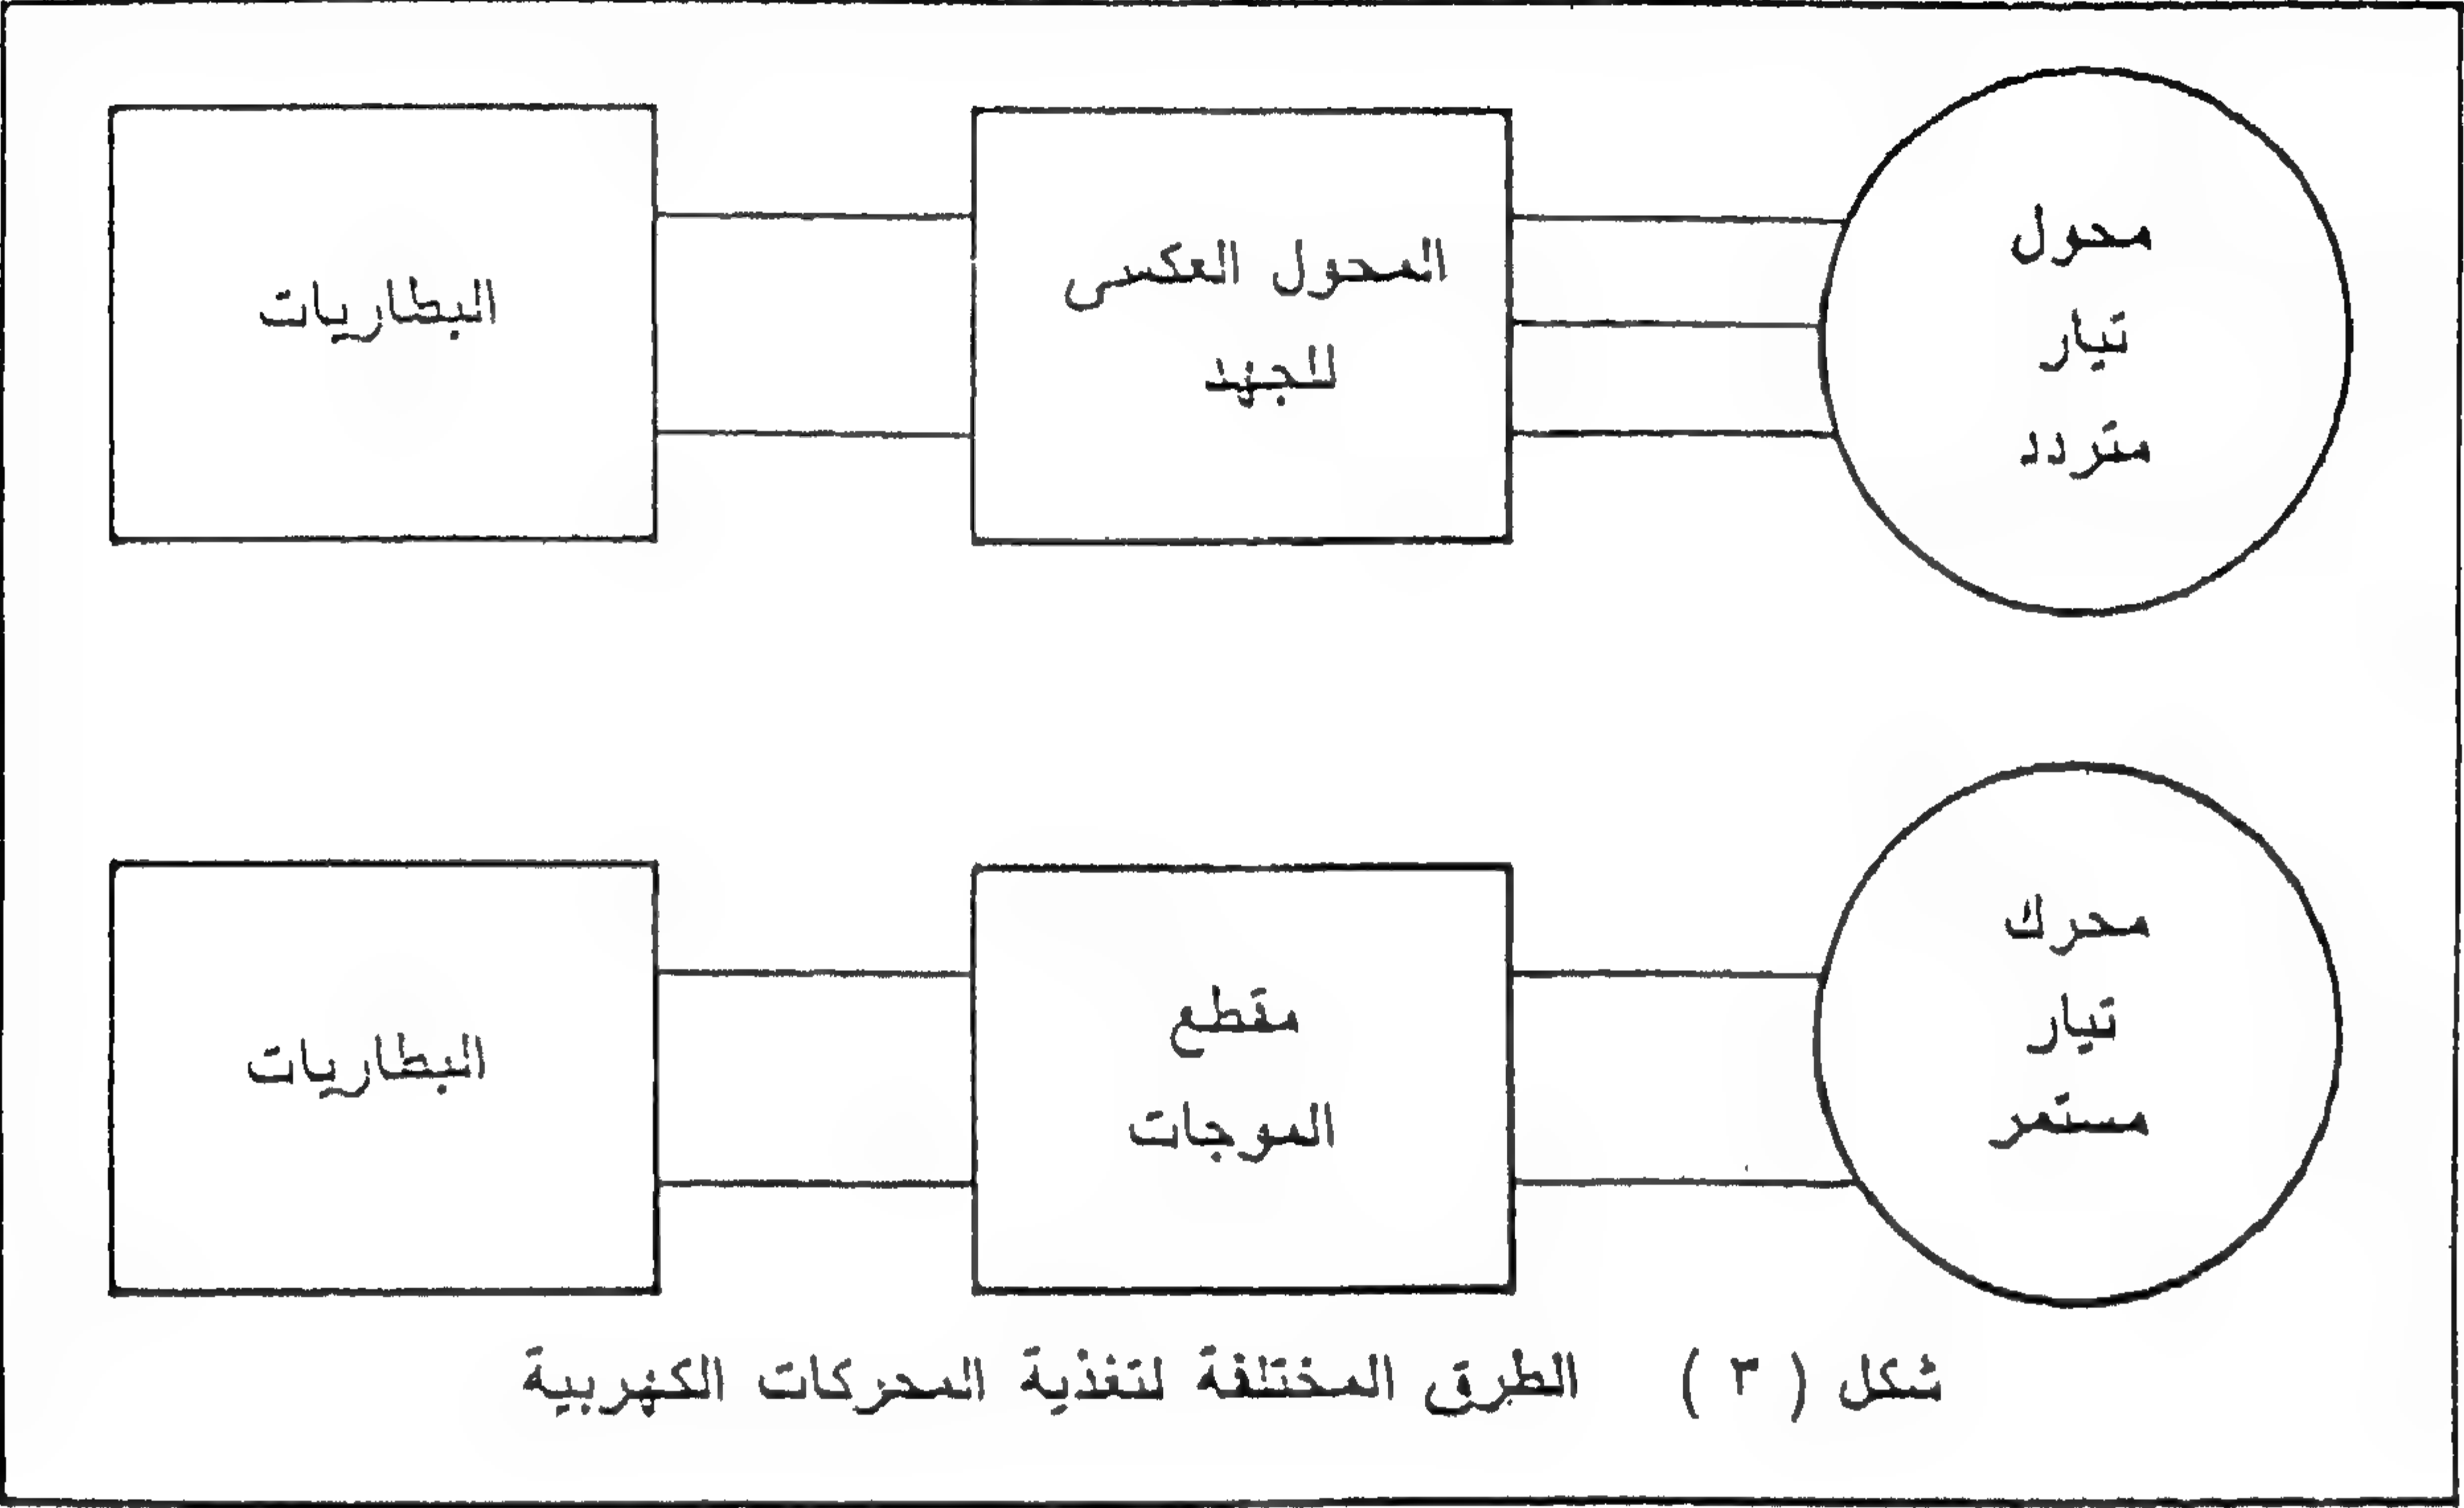 محول
تيار
متردد
المحول العكسى
للجهد
البطاريات
محرك
تيار
مستمر
مقطع
الموجات
البطاريات
شكل ( ٣ ) الطرق المختلفة لتغذية المحركات الكهربية